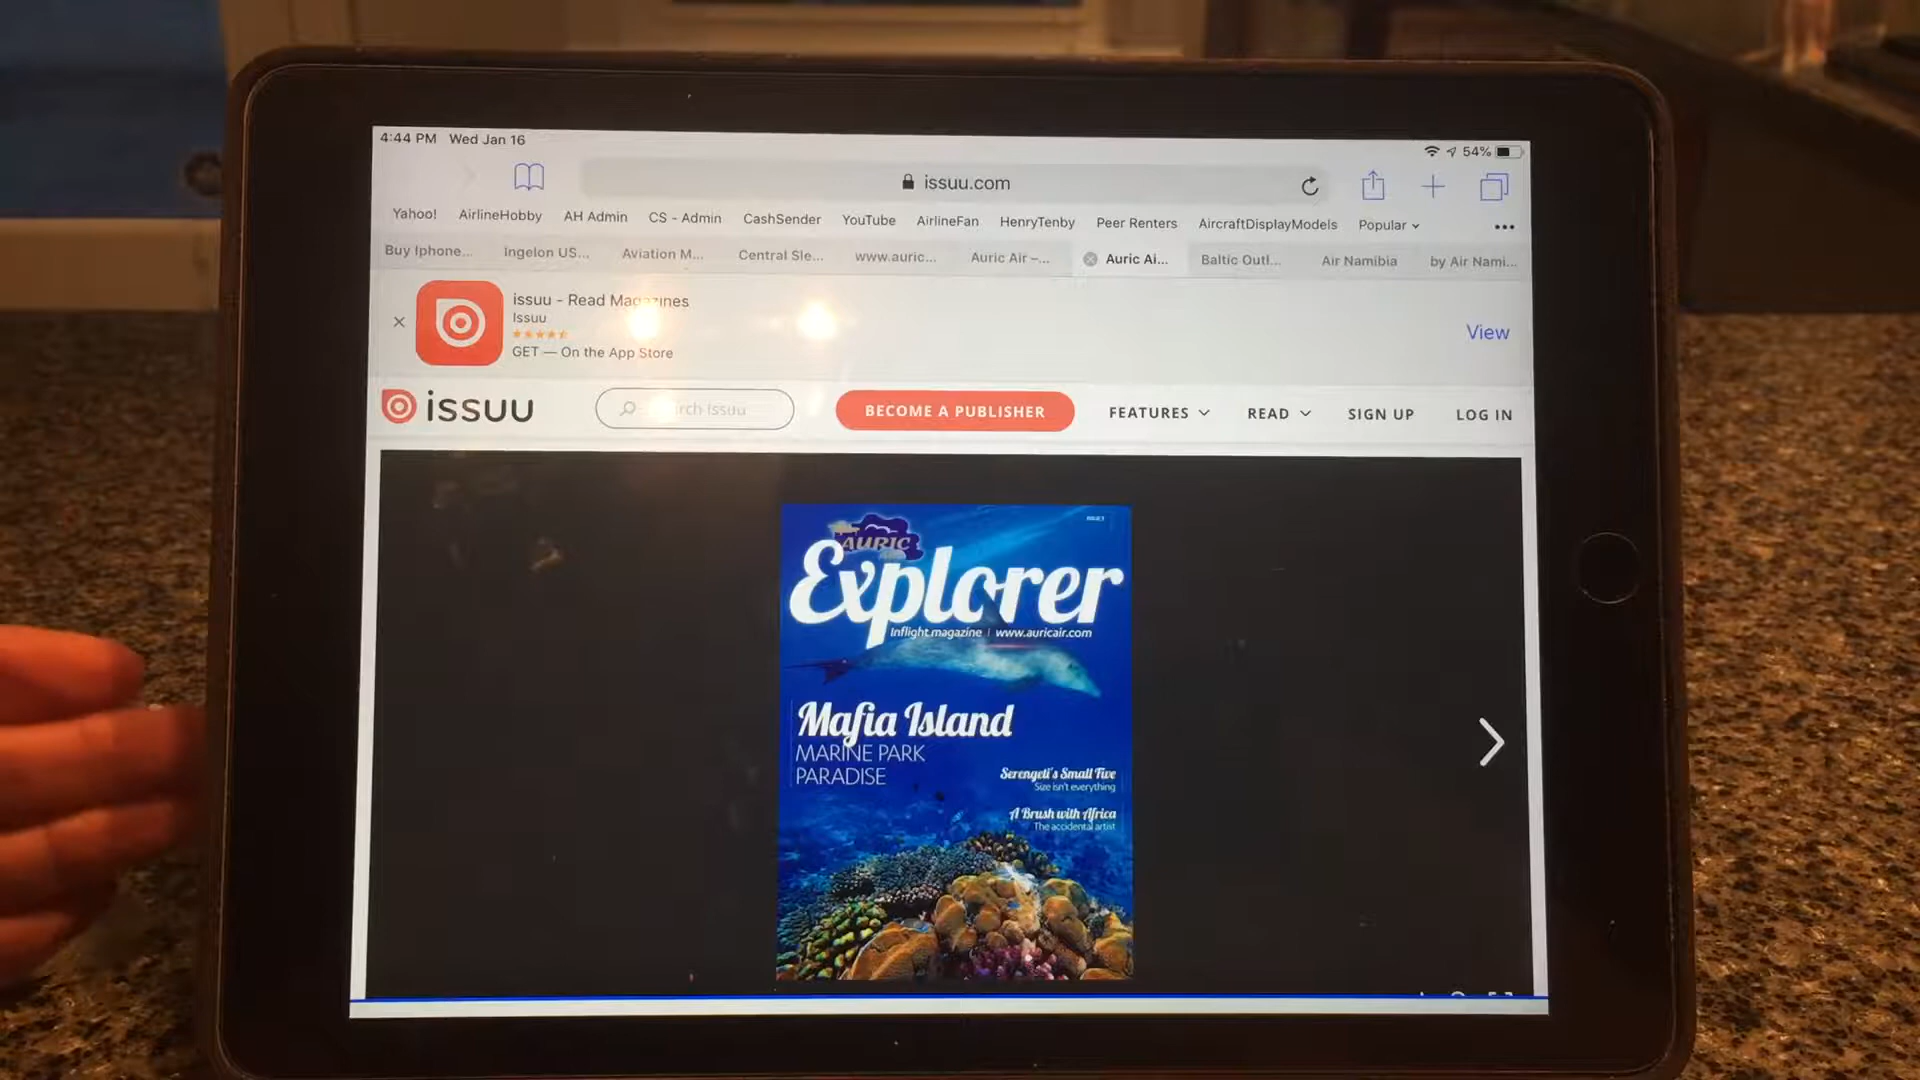 4:44 PM Wed Jan 16
54%
issuu.com
Yahoo! AirlineHobby AH Admin CS - Admin CashSender YouTube AirlineFan HenryTenby Peer Renters AircraftDisplayModels Popular
Buy Iphone... Ingelon US... Aviation M... Central Sle... www.auric... Auric Air –... Auric Ai... Baltic Outl... Air Namibia by Air Nami...
issuu - Read Magazines
Issuu
GET — On the App Store
View
issuu
BECOME A PUBLISHER FEATURES READ SIGN UP LOG IN
AURIC
Explorer
Inflight magazine | www.auricair.com
Mafia Island
MARINE PARK
PARADISE
Serengeti's Small Five
Size isn't everything
A Brush with Africa
The accidental artist